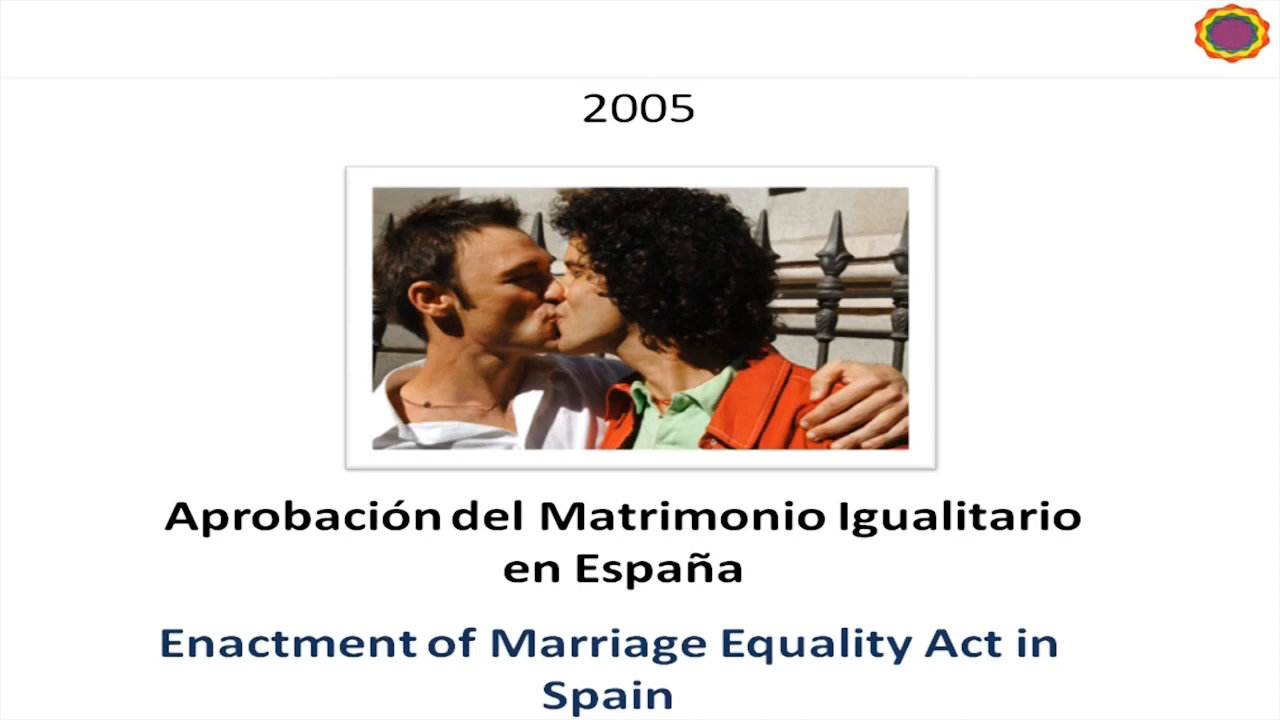 2005
Aprobación del Matrimonio Igualitario
en España
Enactment of Marriage Equality Act in
Spain